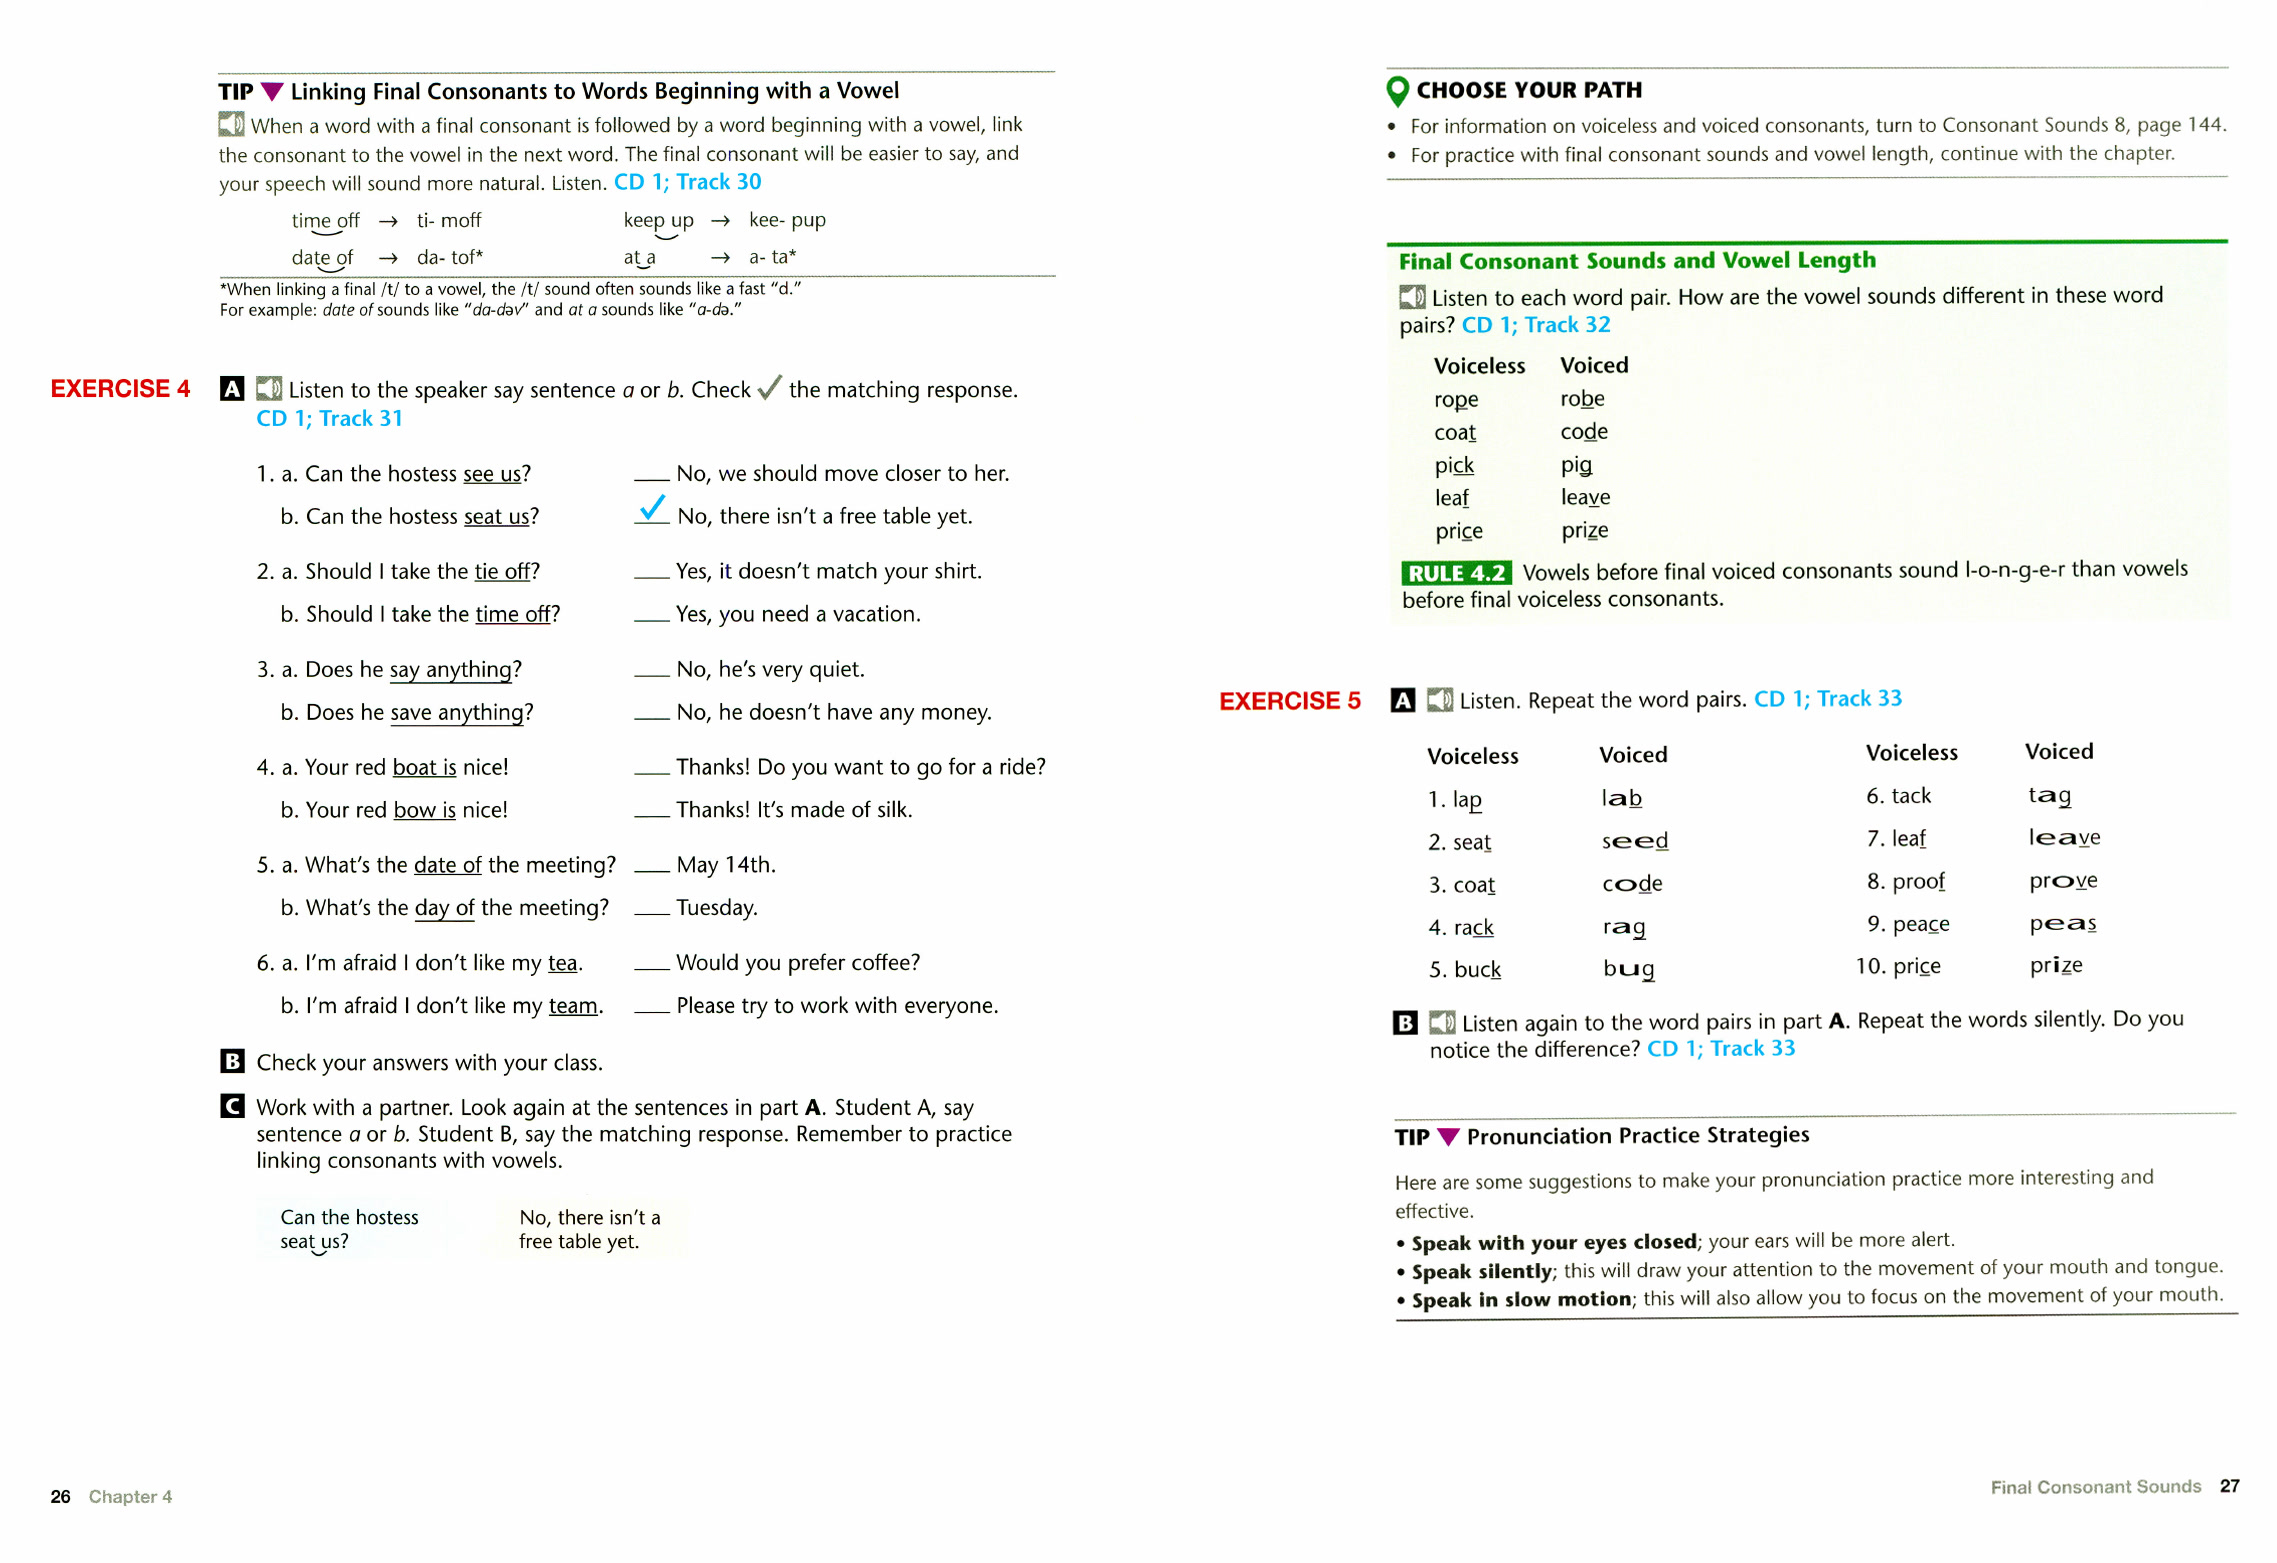 TIP ▼ Linking Final Consonants to Words Beginning with a Vowel
When a word with a final consonant is followed by a word beginning with a vowel, link
the consonant to the vowel in the next word. The final consonant will be easier to say, and
your speech will sound more natural. Listen. CD 1; Track 30
time off → ti- moff keep up → kee- pup
date of → da- tof* at a → a- ta*
*When linking a final /t/ to a vowel, the /t/ sound often sounds like a fast "d."
For example: date of sounds like "da-dəv" and at a sounds like "a-də."
EXERCISE 4 A Listen to the speaker say sentence a or b. Check ✓ the matching response.
CD 1; Track 31
1. a. Can the hostess see us? ___ No, we should move closer to her.
b. Can the hostess seat us? ✓ No, there isn't a free table yet.
2. a. Should I take the tie off? ___ Yes, it doesn't match your shirt.
b. Should I take the time off? ___ Yes, you need a vacation.
3. a. Does he say anything? ___ No, he's very quiet.
b. Does he save anything? ___ No, he doesn't have any money.
4. a. Your red boat is nice! ___ Thanks! Do you want to go for a ride?
b. Your red bow is nice! ___ Thanks! It's made of silk.
5. a. What's the date of the meeting? ___ May 14th.
b. What's the day of the meeting? ___ Tuesday.
6. a. I'm afraid I don't like my tea. ___ Would you prefer coffee?
b. I'm afraid I don't like my team. ___ Please try to work with everyone.
B Check your answers with your class.
C Work with a partner. Look again at the sentences in part A. Student A, say
sentence a or b. Student B, say the matching response. Remember to practice
linking consonants with vowels.
Can the hostess
seat us?
No, there isn't a
free table yet.
26 Chapter 4
CHOOSE YOUR PATH
• For information on voiceless and voiced consonants, turn to Consonant Sounds 8, page 144.
• For practice with final consonant sounds and vowel length, continue with the chapter.
Final Consonant Sounds and Vowel Length
Listen to each word pair. How are the vowel sounds different in these word
pairs? CD 1; Track 32
Voiceless Voiced
rope robe
coat code
pick pig
leaf leave
price prize
RULE 4.2 Vowels before final voiced consonants sound l-o-n-g-e-r than vowels
before final voiceless consonants.
EXERCISE 5 A Listen. Repeat the word pairs. CD 1; Track 33
Voiceless Voiced Voiceless Voiced
1. lap lab 6. tack tag
2. seat seed 7. leaf leave
3. coat code 8. proof prove
4. rack rag 9. peace peas
5. buck bug 10. price prize
B Listen again to the word pairs in part A. Repeat the words silently. Do you
notice the difference? CD 1; Track 33
TIP ▼ Pronunciation Practice Strategies
Here are some suggestions to make your pronunciation practice more interesting and
effective.
• Speak with your eyes closed; your ears will be more alert.
• Speak silently; this will draw your attention to the movement of your mouth and tongue.
• Speak in slow motion; this will also allow you to focus on the movement of your mouth.
Final Consonant Sounds 27